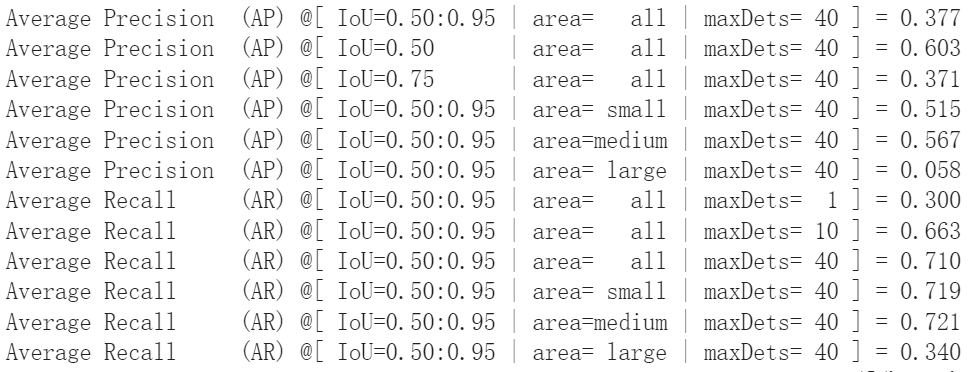 Average Precision  (AP) @[ IoU=0.50:0.95 | area=   all | maxDets= 40 ] = 0.377
Average Precision  (AP) @[ IoU=0.50      | area=   all | maxDets= 40 ] = 0.603
Average Precision  (AP) @[ IoU=0.75      | area=   all | maxDets= 40 ] = 0.371
Average Precision  (AP) @[ IoU=0.50:0.95 | area= small | maxDets= 40 ] = 0.515
Average Precision  (AP) @[ IoU=0.50:0.95 | area=medium | maxDets= 40 ] = 0.567
Average Precision  (AP) @[ IoU=0.50:0.95 | area= large | maxDets= 40 ] = 0.058
Average Recall     (AR) @[ IoU=0.50:0.95 | area=   all | maxDets=  1 ] = 0.300
Average Recall     (AR) @[ IoU=0.50:0.95 | area=   all | maxDets= 10 ] = 0.663
Average Recall     (AR) @[ IoU=0.50:0.95 | area=   all | maxDets= 40 ] = 0.710
Average Recall     (AR) @[ IoU=0.50:0.95 | area= small | maxDets= 40 ] = 0.719
Average Recall     (AR) @[ IoU=0.50:0.95 | area=medium | maxDets= 40 ] = 0.721
Average Recall     (AR) @[ IoU=0.50:0.95 | area= large | maxDets= 40 ] = 0.340